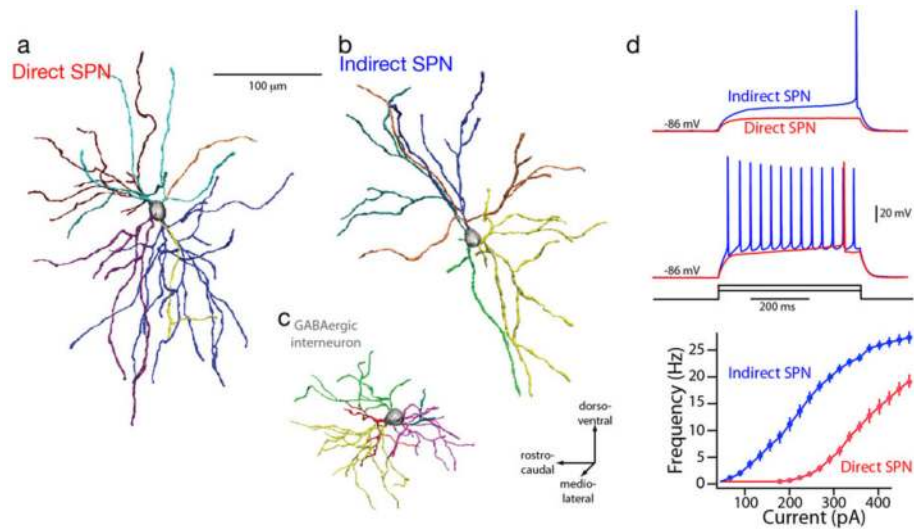 a
Direct SPN
100 μm
b
Indirect SPN
c
GABAergic
interneuron
dorso-
ventral
rostro-
caudal
medio-
lateral
d
Indirect SPN
-86 mV
Direct SPN
20 mV
-86 mV
200 ms
Frequency (Hz)
25
20
15
10
5
0
Indirect SPN
Direct SPN
100 200 300 400
Current (pA)